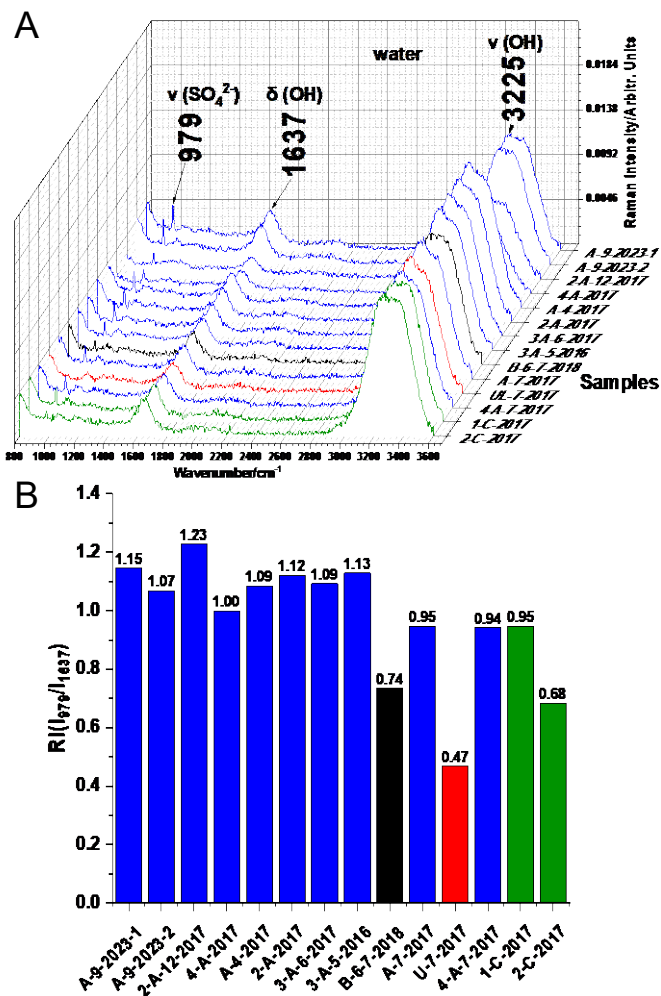 A
water
ν (OH)
ν (SO₄²⁻)
δ (OH)
979
1637
3225
0.0184
0.0138
0.0092
0.0046
Raman Intensity/Arbitr. Units
A-9-2023-1
A-9-2023-2
2-A-12-2017
4-A-2017
A-4-2017
2-A-2017
3-A-6-2017
3-A-5-2016
B-6-7-2018
A-7-2017
UL-7-2017
4-A-7-2017
1-C-2017
2-C-2017
Samples
800 1000 1200 1400 1600 1800 2000 2200 2400 2600 2800 3000 3200 3400 3600
Wavenumber/cm⁻¹
B
RI(I₉₇₉/I₁₆₃₇)
1.4
1.2
1.0
0.8
0.6
0.4
0.2
0.0
1.15 1.07 1.23 1.00 1.09 1.12 1.09 1.13 0.74 0.95 0.47 0.94 0.95 0.68
A-9-2023-1
A-9-2023-2
2-A-12-2017
4-A-2017
A-4-2017
2-A-2017
3-A-6-2017
3-A-5-2016
B-6-7-2018
A-7-2017
U-7-2017
4-A-7-2017
1-C-2017
2-C-2017